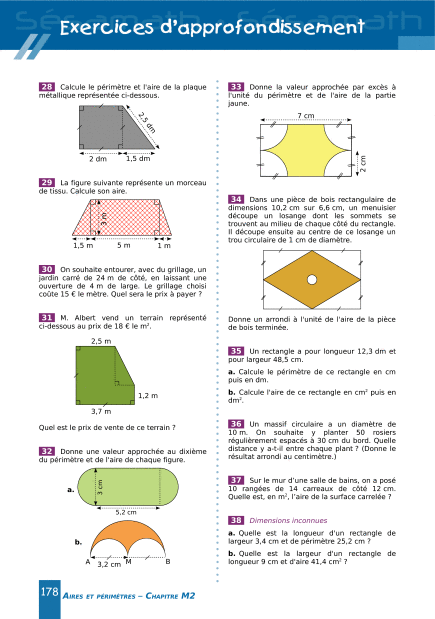 Exercices d'approfondissement
28 Calcule le périmètre et l'aire de la plaque
métallique représentée ci-dessous.
2,5 dm
2 dm 1,5 dm
29 La figure suivante représente un morceau
de tissu. Calcule son aire.
3 m
1,5 m 5 m 1 m
30 On souhaite entourer, avec du grillage, un
jardin carré de 24 m de côté, en laissant une
ouverture de 4 m de large. Le grillage choisi
coûte 15 € le mètre. Quel sera le prix à payer ?
31 M. Albert vend un terrain représenté
ci-dessous au prix de 18 € le m².
2,5 m
1,2 m
3,7 m
Quel est le prix de vente de ce terrain ?
32 Donne une valeur approchée au dixième
du périmètre et de l'aire de chaque figure.
a.
3 cm
5,2 cm
b.
A 3,2 cm M B
33 Donne la valeur approchée par excès à
l'unité du périmètre et de l'aire de la partie
jaune.
7 cm
2 cm
34 Dans une pièce de bois rectangulaire de
dimensions 10,2 cm sur 6,6 cm, un menuisier
découpe un losange dont les sommets se
trouvent au milieu de chaque côté du rectangle.
Il découpe ensuite au centre de ce losange un
trou circulaire de 1 cm de diamètre.
Donne un arrondi à l'unité de l'aire de la pièce
de bois terminée.
35 Un rectangle a pour longueur 12,3 dm et
pour largeur 48,5 cm.
a. Calcule le périmètre de ce rectangle en cm
puis en dm.
b. Calcule l'aire de ce rectangle en cm² puis en
dm².
36 Un massif circulaire a un diamètre de
10 m. On souhaite y planter 50 rosiers
régulièrement espacés à 30 cm du bord. Quelle
distance y a-t-il entre chaque plant ? (Donne le
résultat arrondi au centimètre.)
37 Sur le mur d'une salle de bains, on a posé
10 rangées de 14 carreaux de côté 12 cm.
Quelle est, en m², l'aire de la surface carrelée ?
38 Dimensions inconnues
a. Quelle est la longueur d'un rectangle de
largeur 3,4 cm et de périmètre 25,2 cm ?
b. Quelle est la largeur d'un rectangle de
longueur 9 cm et d'aire 41,4 cm² ?
178 AIRES ET PÉRIMÈTRES – CHAPITRE M2